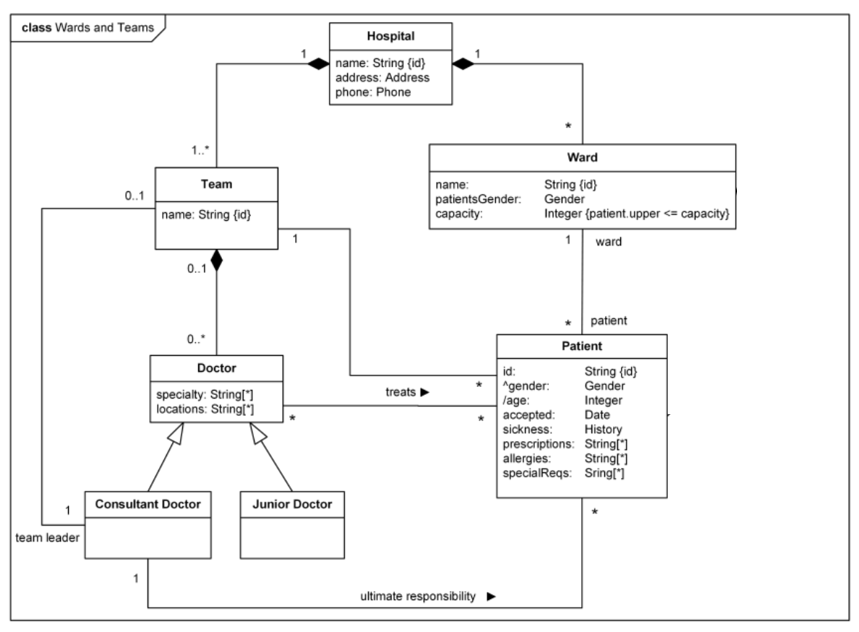 class Wards and Teams
Hospital
name: String {id}
address: Address
phone: Phone
1
1
1..*
*
Team
name: String {id}
Ward
name: String {id}
patientsGender: Gender
capacity: Integer {patient.upper <= capacity}
0..1
1
0..1
1
ward
0..*
*
patient
Doctor
specialty: String[*]
locations: String[*]
Patient
id: String {id}
^gender: Gender
/age: Integer
accepted: Date
sickness: History
prescriptions: String[*]
allergies: String[*]
specialReqs: Sring[*]
treats ►
*
*
*
Consultant Doctor
Junior Doctor
1
team leader
*
1
ultimate responsibility ►